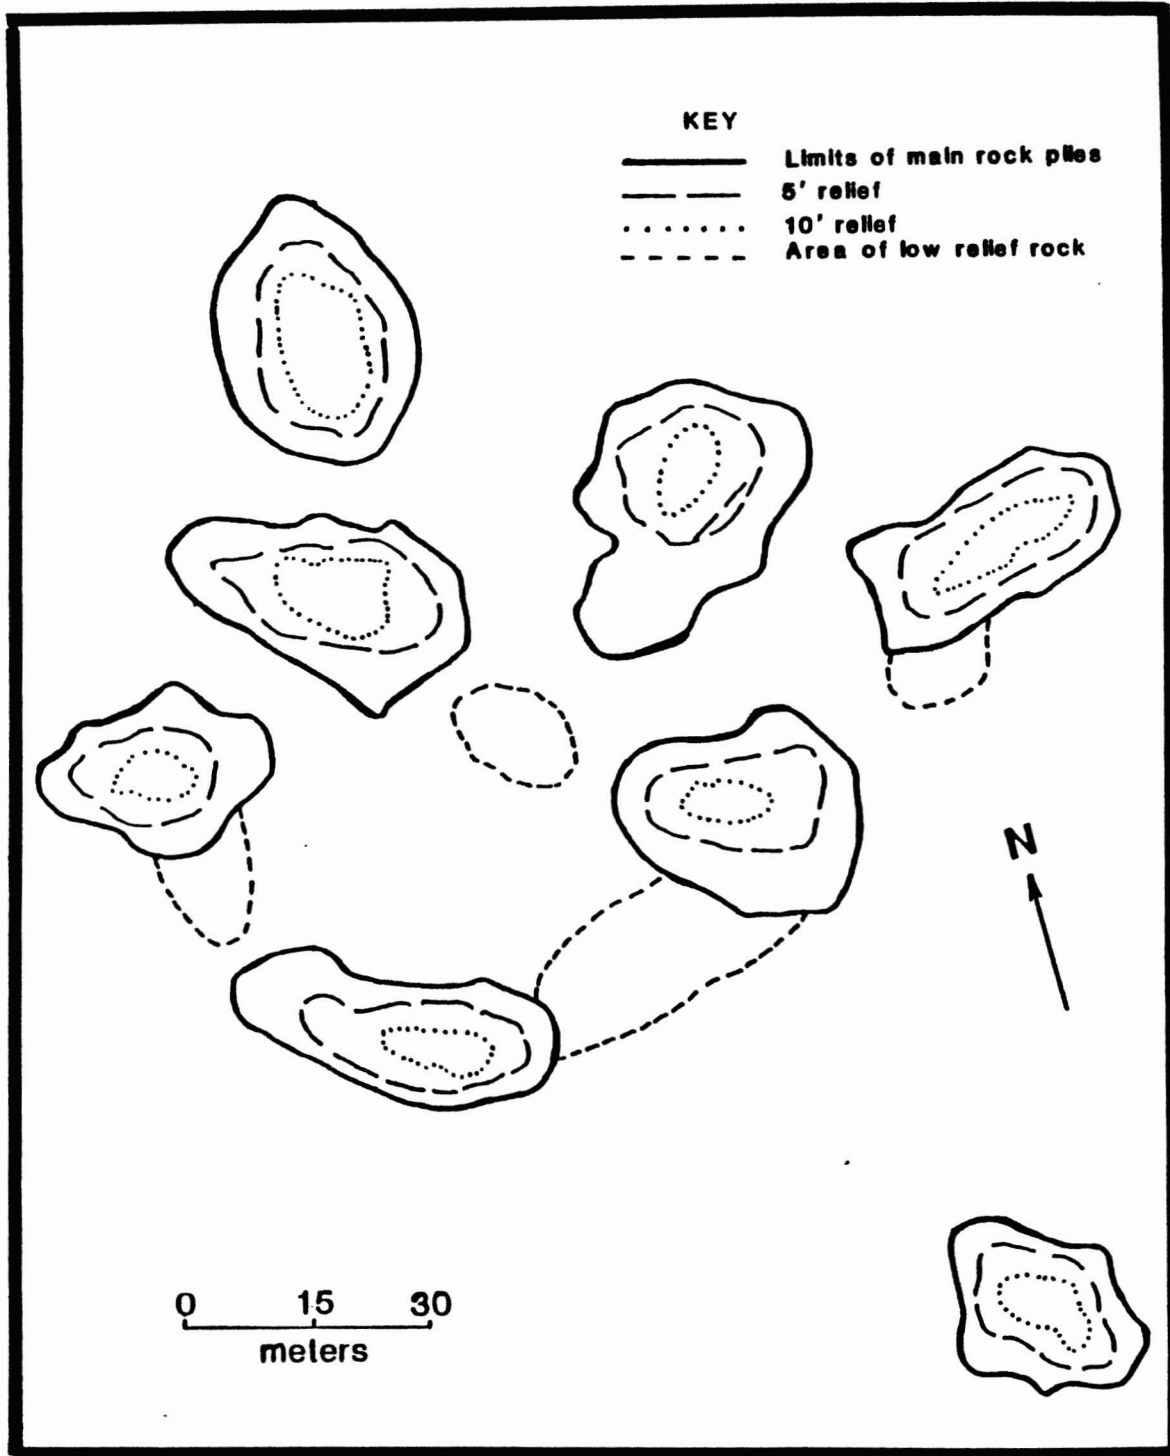 KEY
Limits of main rock piles
5' relief
10' relief
Area of low relief rock
N
0 15 30
meters